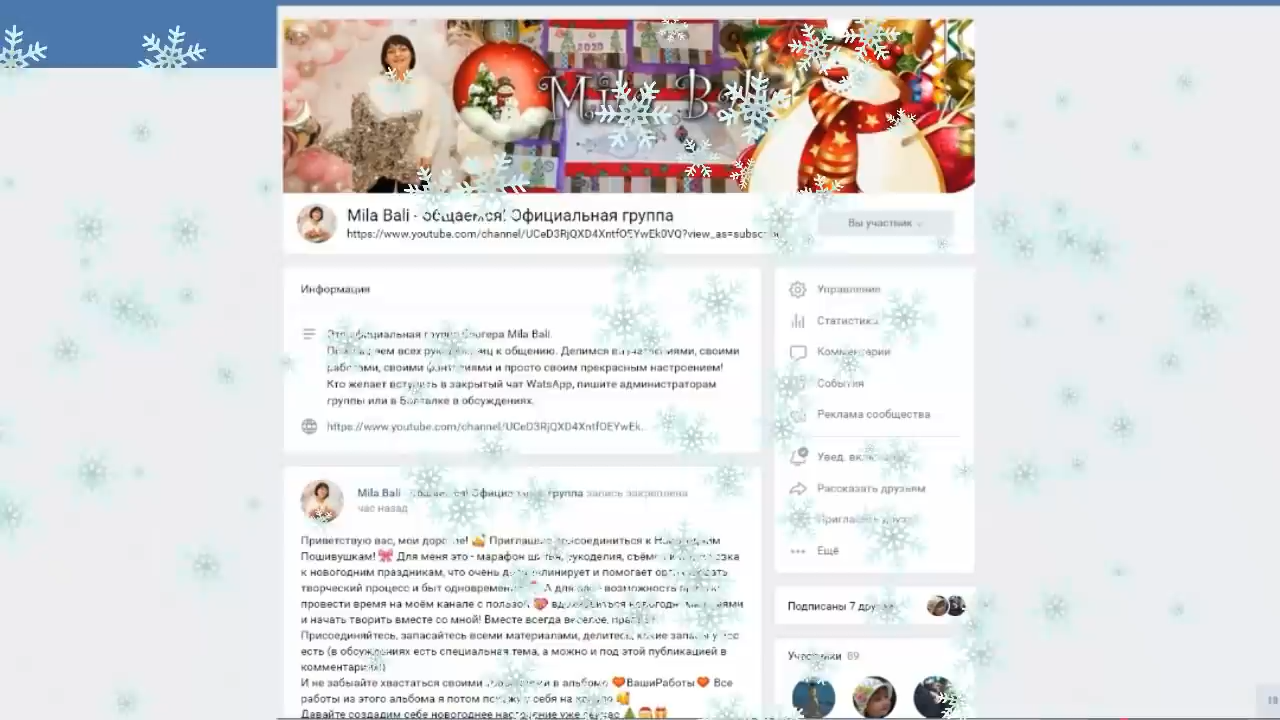 2020
Mila Bali
Mila Bali - общаемся! Официальная группа
https://www.youtube.com/channel/UCeD3RjQXD4XntfOEYwEk0VQ?view_as=subsc
Вы участник
Информация
Это официальная группа блогера Mila Bali.
всех к общению. Делимся впечатлениями, своими
работами, своими фантазиями и просто своим прекрасным настроением!
Кто желает вступить в закрытый чат WatsApp, пишите администраторам
группы или в Болталке в обсуждениях.
https://www.youtube.com/channel/UCeD3RjQXD4XntfOEYwEk...
Управление
Статистика
Комментарии
События
Реклама сообщества
Увед. включены
Рассказать друзьям
Пригласить друзей
Ещё
Подписаны 7 друзей
Участники 89
Mila Bali - общаемся! Официальная группа запись закреплена
час назад
Приветствую вас, мои дорогие! 🥰 Приглашаю присоединиться к Новогодним
Пошивушкам! 🎀 Для меня это - марафон шитья, рукоделия, съёмки и подготовка
к новогодним праздникам, что очень дисциплинирует и помогает организовать
творческий процесс и быт одновременно. А для вас - возможность
провести время на моём канале с пользой 💝 вдохновиться новогодними идеями
и начать творить вместе со мной! Вместе всегда веселее, правда?
Присоединяйтесь, запасайтесь всеми материалами, делитесь, какие запасы у вас
есть (в обсуждениях есть специальная тема, а можно и под этой публикацией в
комментариях)
И не забывайте хвастаться своими в альбоме 🧡ВашиРаботы🧡 Все
работы из этого альбома я потом покажу у себя на канале 🥰
Давайте создадим себе новогоднее настроение уже сейчас 🎄🎅🎁